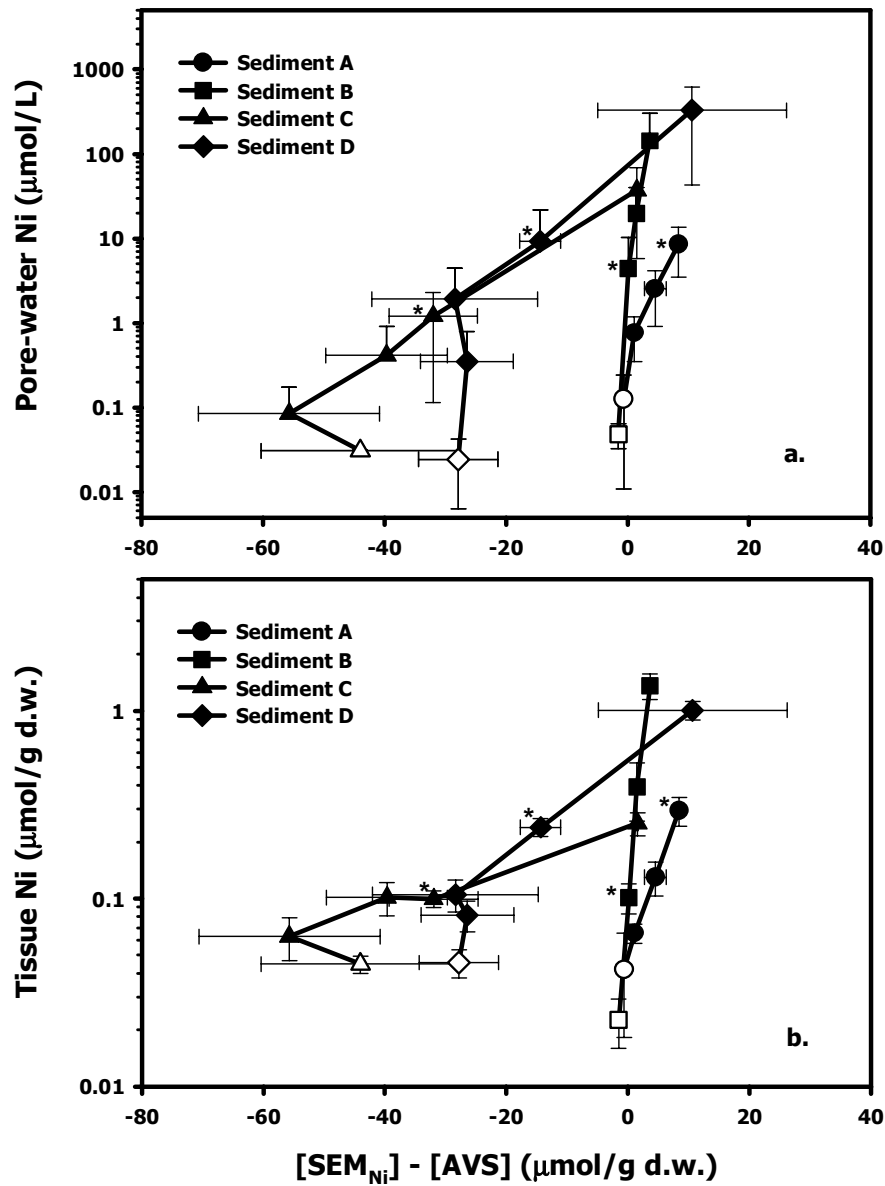 Pore-water Ni (μmol/L)
1000
100
10
1
0.1
0.01
Sediment A
Sediment B
Sediment C
Sediment D
*
*
*
*
a.
-80
-60
-40
-20
0
20
40
Tissue Ni (μmol/g d.w.)
1
0.1
0.01
Sediment A
Sediment B
Sediment C
Sediment D
*
*
*
*
b.
-80
-60
-40
-20
0
20
40
[SEM_Ni] - [AVS] (μmol/g d.w.)